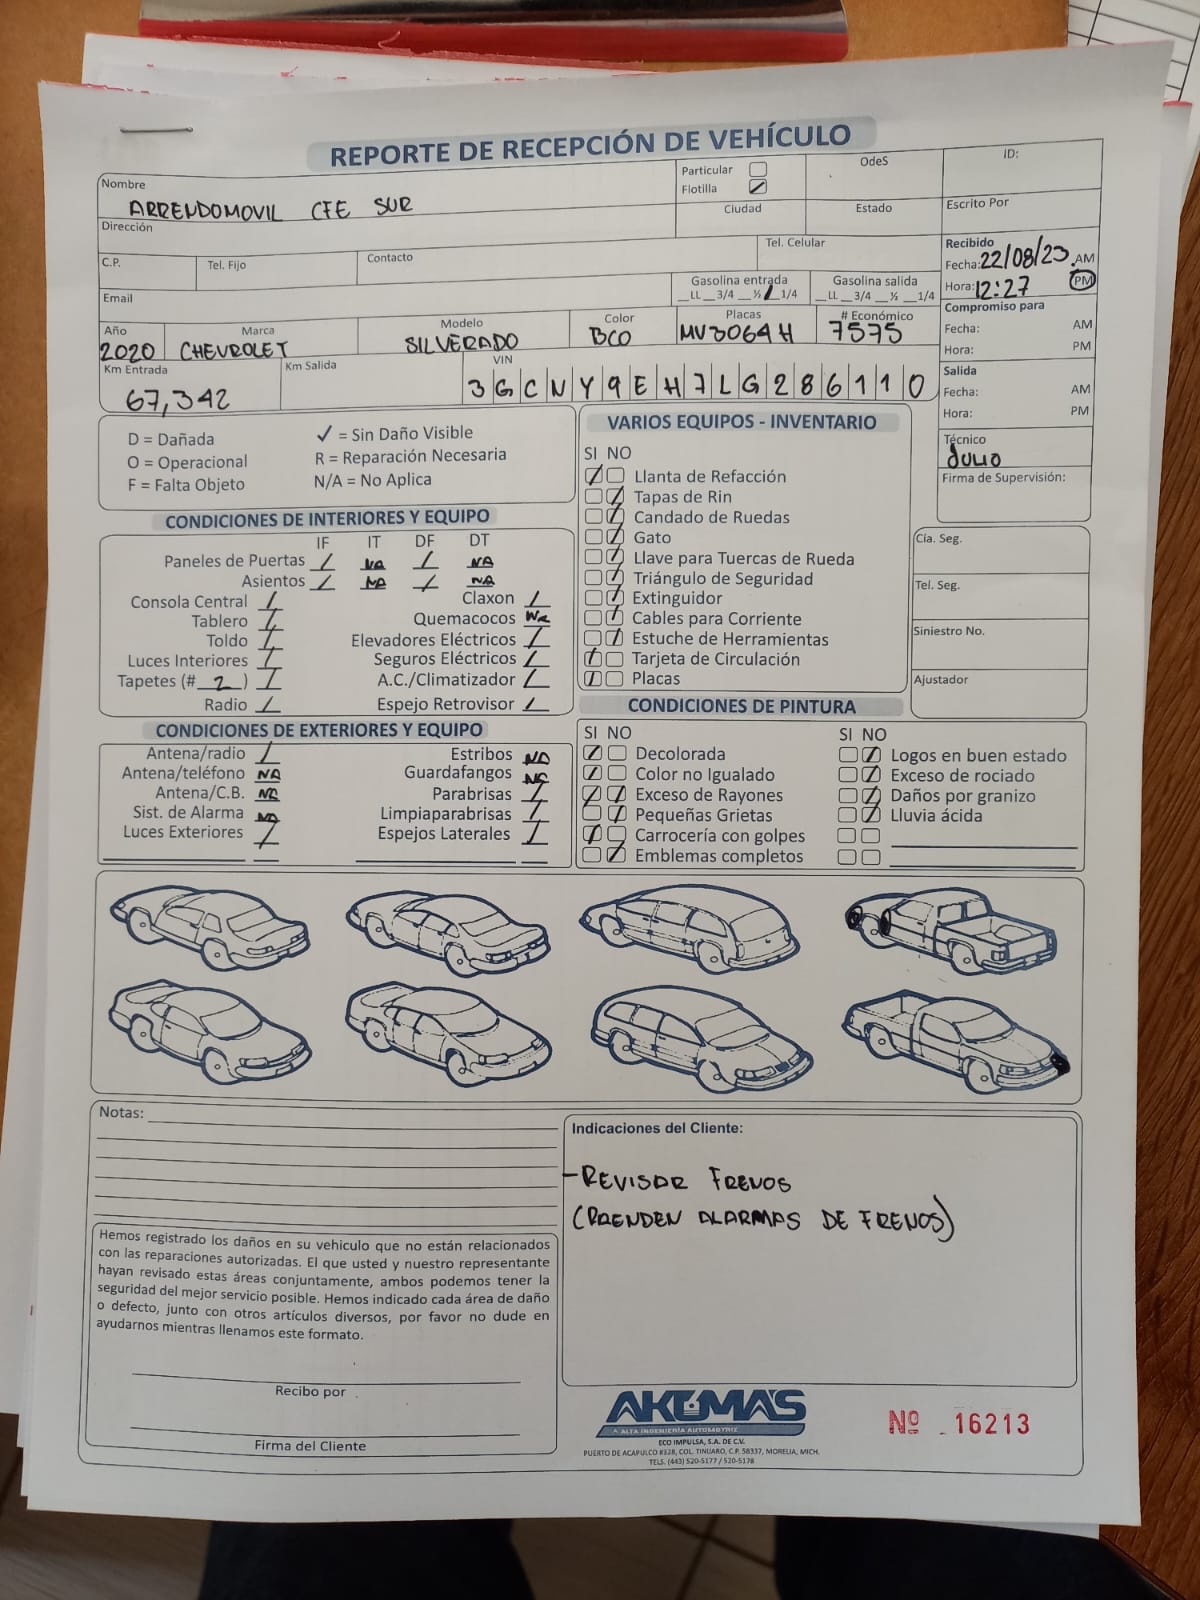 REPORTE DE RECEPCIÓN DE VEHÍCULO
Nombre
ARRENDOMOVIL CFE SUR
Particular
Flotilla
OdeS
ID:
Dirección
Ciudad
Estado
Escrito Por
C.P.
Tel. Fijo
Contacto
Tel. Celular
Recibido
Fecha: 22/08/23 AM
Hora: 12:27 PM
Email
Gasolina entrada
__LL __3/4 __½ __1/4
Gasolina salida
__LL __3/4 __½ __1/4
Compromiso para
Fecha: AM
Hora: PM
Año
2020
Marca
CHEVROLET
Modelo
SILVERADO
Color
BCO
Placas
MV3064H
# Económico
7575
Km Entrada
67,342
Km Salida
VIN
3GCNY9EH7LG286110
Salida
Fecha: AM
Hora: PM
Técnico
JULIO
Firma de Supervisión:
D = Dañada
✓ = Sin Daño Visible
O = Operacional
R = Reparación Necesaria
F = Falta Objeto
N/A = No Aplica
CONDICIONES DE INTERIORES Y EQUIPO
IF IT DF DT
Paneles de Puertas / NA / NA
Asientos / NA / NA
Consola Central /
Claxon /
Tablero /
Quemacocos
Toldo /
Elevadores Eléctricos /
Luces Interiores /
Seguros Eléctricos /
Tapetes (# 2 ) /
A.C./Climatizador /
Radio /
Espejo Retrovisor /
VARIOS EQUIPOS - INVENTARIO
SI NO
Llanta de Refacción
Tapas de Rin
Candado de Ruedas
Gato
Llave para Tuercas de Rueda
Triángulo de Seguridad
Extinguidor
Cables para Corriente
Estuche de Herramientas
Tarjeta de Circulación
Placas
Cía. Seg.
Tel. Seg.
Siniestro No.
Ajustador
CONDICIONES DE EXTERIORES Y EQUIPO
Antena/radio /
Estribos NA
Antena/teléfono NA
Guardafangos NA
Antena/C.B. NA
Parabrisas /
Sist. de Alarma NA
Limpiaparabrisas /
Luces Exteriores /
Espejos Laterales /
CONDICIONES DE PINTURA
SI NO
SI NO
Decolorada
Logos en buen estado
Color no Igualado
Exceso de rociado
Exceso de Rayones
Daños por granizo
Pequeñas Grietas
Lluvia ácida
Carrocería con golpes
Emblemas completos
Notas:
Indicaciones del Cliente:
-REVISAR FRENOS
(PRENDEN ALARMAS DE FRENOS)
Hemos registrado los daños en su vehiculo que no están relacionados
con las reparaciones autorizadas. El que usted y nuestro representante
hayan revisado estas áreas conjuntamente, ambos podemos tener la
seguridad del mejor servicio posible. Hemos indicado cada área de daño
o defecto, junto con otros artículos diversos, por favor no dude en
ayudarnos mientras llenamos este formato.
Recibo por
Firma del Cliente
AKUMA'S
ALTA INGENIERÍA AUTOMOTRIZ
ECO IMPULSA, S.A. DE C.V.
PUERTO DE ACAPULCO #328, COL. TINIJARO, C.P. 58337, MORELIA, MICH.
TELS. (443) 520-5177 / 520-5178
Nº 16213